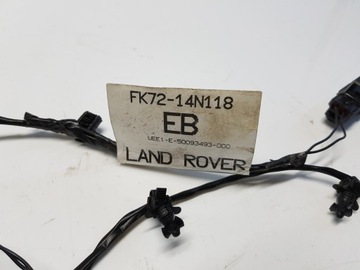 FK72-14N118
EB
UEE1-E-50093493-000
LAND ROVER